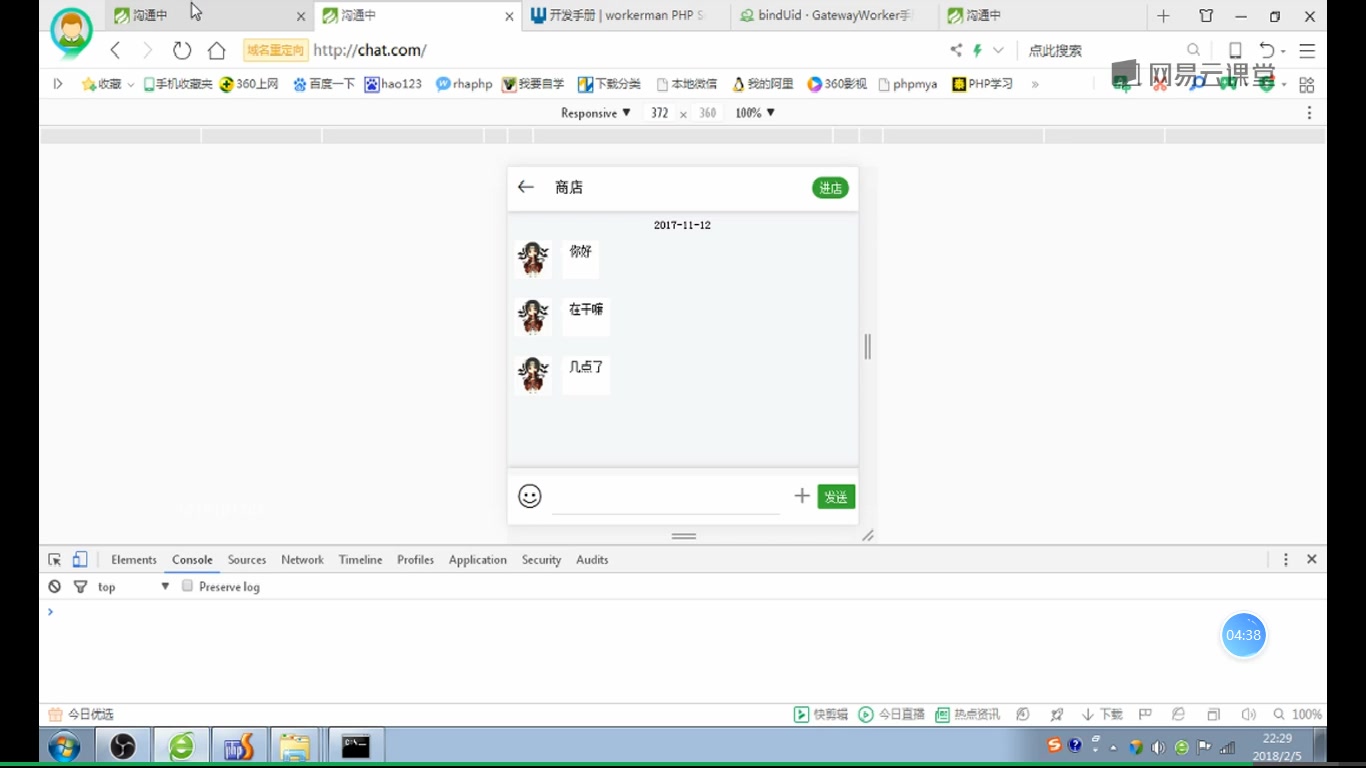 沟通中
沟通中
开发手册 | workerman PHP S
bindUid · GatewayWorker手册
沟通中
域名重定向 http://chat.com/
点此搜索
网易云课堂
收藏 手机收藏夹 360上网 百度一下 hao123 rhaphp 我要自学 下载分类 本地微信 我的阿里 360影视 phpmya PHP学习 »
Responsive ▼ 372 × 360 100% ▼
商店 进店
2017-11-12
你好
在干嘛
几点了
发送
Elements Console Sources Network Timeline Profiles Application Security Audits
top ▼ Preserve log
04:38
今日优选 快剪辑 今日直播 热点资讯 下载 100%
22:29
2018/2/5